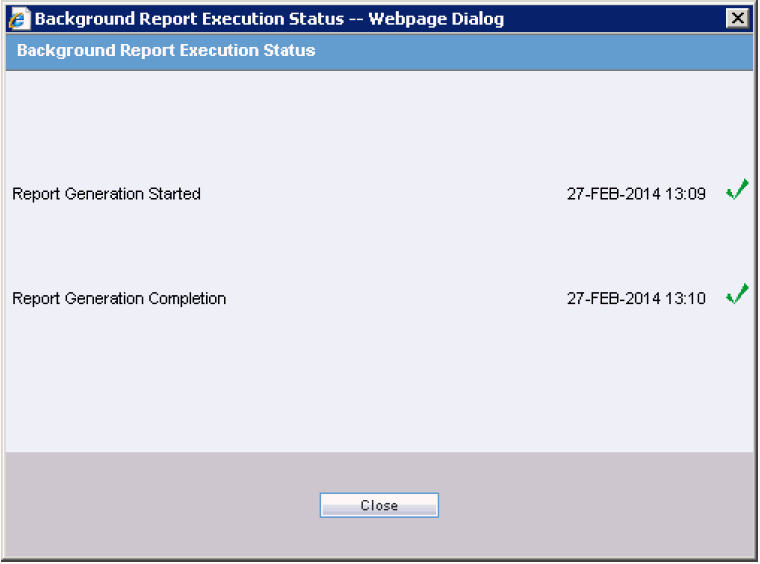 Background Report Execution Status -- Webpage Dialog
Background Report Execution Status
Report Generation Started 27-FEB-2014 13:09
Report Generation Completion 27-FEB-2014 13:10
Close